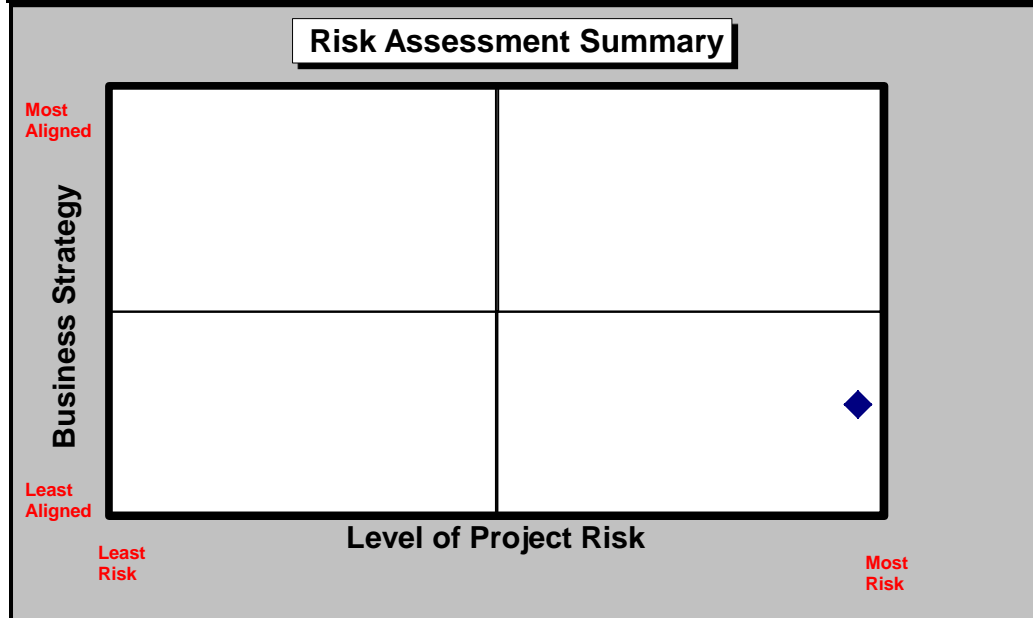 Risk Assessment Summary
Most
Aligned
Business Strategy
Least
Aligned
Level of Project Risk
Least
Risk
Most
Risk